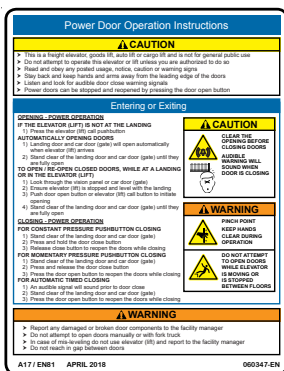 Power Door Operation Instructions
CAUTION
➤ This is a freight elevator, goods lift, auto lift or cargo lift and is not for general public use
➤ Do not attempt to operate this elevator or lift unless you are authorized to do so
➤ Read and obey any posted usage, notice, caution or warning signs
➤ Stay back and keep hands and arms away from the leading edge of the doors
➤ Listen and look for audible door close warning signals
➤ Power doors can be stopped and reopened by pressing the door open button
Entering or Exiting
OPENING - POWER OPERATION
IF THE ELEVATOR (LIFT) IS NOT AT THE LANDING
1) Press the elevator (lift) call pushbutton
AUTOMATICALLY OPENING DOORS
1) Landing door and car door (gate) will open automatically
when elevator (lift) arrives
2) Stand clear of the landing door and car door (gate) until they
are fully open
TO OPEN / RE-OPEN CLOSED DOORS, WHILE AT A LANDING
OR IN THE ELEVATOR (LIFT)
1) Look through the vision panel or car door (gate)
2) Ensure elevator (lift) is stopped and level with the landing
3) Push door open button or elevator (lift) call button to initiate
opening
4) Stand clear of the landing door and car door (gate) until they
are fully open
CLOSING - POWER OPERATION
FOR CONSTANT PRESSURE PUSHBUTTON CLOSING
1) Stand clear of the landing door and car door (gate)
2) Press and hold the door close button
3) Release close button to reopen the doors while closing
FOR MOMENTARY PRESSURE PUSHBUTTON CLOSING
1) Stand clear of the landing door and car door (gate)
2) Press and release the door close button
3) Press the door open button to reopen the doors while closing
FOR AUTOMATIC TIMED CLOSING
1) An audible signal will sound prior to door close
2) Stand clear of the landing door and car door (gate)
3) Press the door open button to reopen the doors while closing
CAUTION
CLEAR THE
OPENING BEFORE
CLOSING DOORS
AUDIBLE
WARNING WILL
SOUND WHEN
DOOR IS CLOSING
WARNING
PINCH POINT
KEEP HANDS
CLEAR DURING
OPERATION
DO NOT ATTEMPT
TO OPEN DOORS
WHILE ELEVATOR
IS MOVING OR
IS STOPPED
BETWEEN FLOORS
WARNING
➤ Report any damaged or broken door components to the facility manager
➤ Do not attempt to open doors manually or with fork truck
➤ In case of mis-leveling do not use elevator (lift) and report to the facility manager
➤ Do not reach in gap between doors
A17 / EN81 APRIL 2018 060347-EN